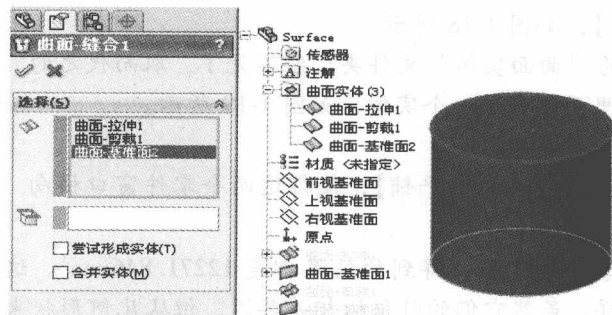 曲面-缝合1 ?
选择(S)
曲面-拉伸1
曲面-剪裁1
曲面-基准面2
尝试形成实体(T)
合并实体(M)
Surface
传感器
注解
曲面实体(3)
曲面-拉伸1
曲面-剪裁1
曲面-基准面2
材质 <未指定>
前视基准面
上视基准面
右视基准面
原点
曲面-基准面1